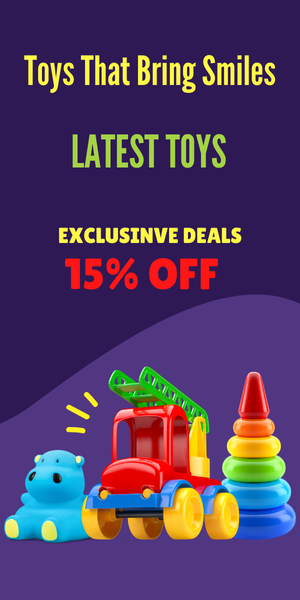 Toys That Bring Smiles
LATEST TOYS
EXCLUSINVE DEALS
15% OFF